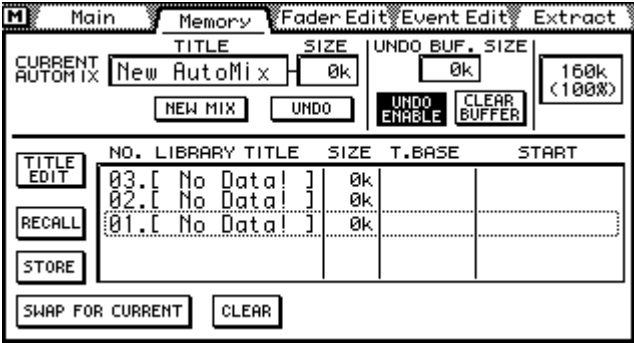 M Main Memory Fader Edit Event Edit Extract
TITLE SIZE UNDO BUF. SIZE
CURRENT AUTOMIX New AutoMix 0k 0k 160k
(100%)
NEW MIX UNDO UNDO ENABLE CLEAR BUFFER
NO. LIBRARY TITLE SIZE T.BASE START
TITLE EDIT
03.[ No Data! ] 0k
02.[ No Data! ] 0k
RECALL 01.[ No Data! ] 0k
STORE
SWAP FOR CURRENT CLEAR